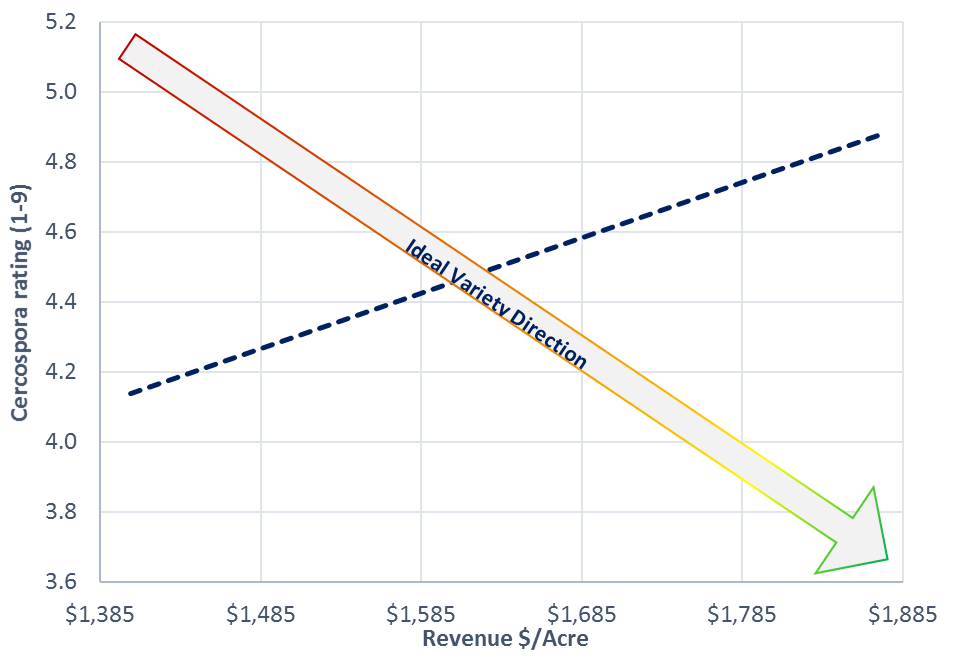 5.2
5.0
4.8
4.6
4.4
4.2
4.0
3.8
3.6
Cercospora rating (1-9)
Ideal Variety Direction
$1,385 $1,485 $1,585 $1,685 $1,785 $1,885
Revenue $/Acre